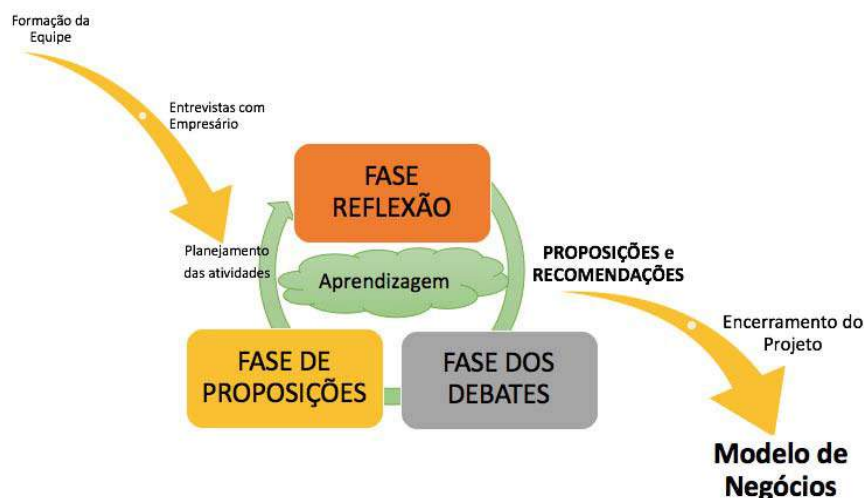 Formação da
Equipe
Entrevistas com
Empresário
FASE
REFLEXÃO
Planejamento
das atividades
Aprendizagem
PROPOSIÇÕES e
RECOMENDAÇÕES
FASE DE
PROPOSIÇÕES
FASE DOS
DEBATES
Encerramento do
Projeto
Modelo de
Negócios